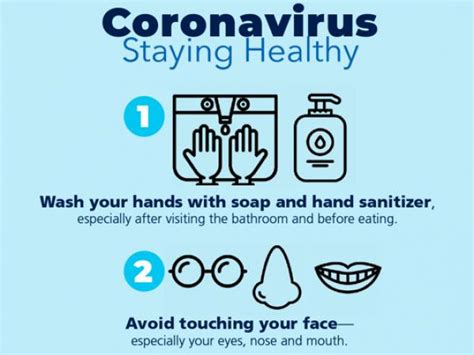 Coronavirus
Staying Healthy
1
Wash your hands with soap and hand sanitizer,
especially after visiting the bathroom and before eating.
2
Avoid touching your face—
especially your eyes, nose and mouth.